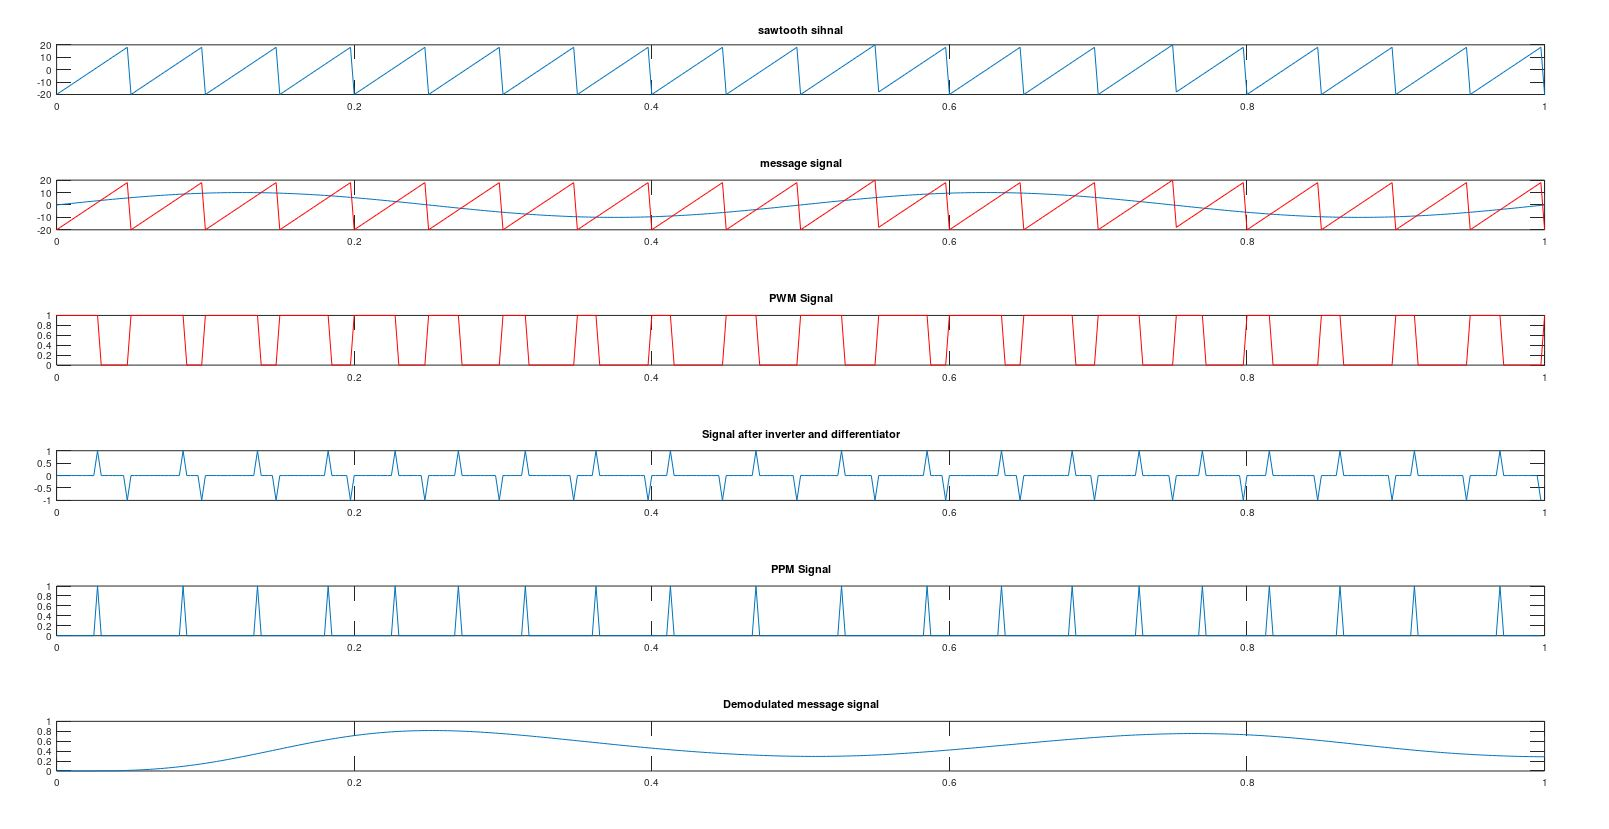 sawtooth sihnal
20
10
0
-10
-20
0 0.2 0.4 0.6 0.8 1
message signal
20
10
0
-10
-20
0 0.2 0.4 0.6 0.8 1
PWM Signal
1
0.8
0.6
0.4
0.2
0
0 0.2 0.4 0.6 0.8 1
Signal after inverter and differentiator
1
0.5
0
-0.5
-1
0 0.2 0.4 0.6 0.8 1
PPM Signal
1
0.8
0.6
0.4
0.2
0
0 0.2 0.4 0.6 0.8 1
Demodulated message signal
1
0.8
0.6
0.4
0.2
0
0 0.2 0.4 0.6 0.8 1